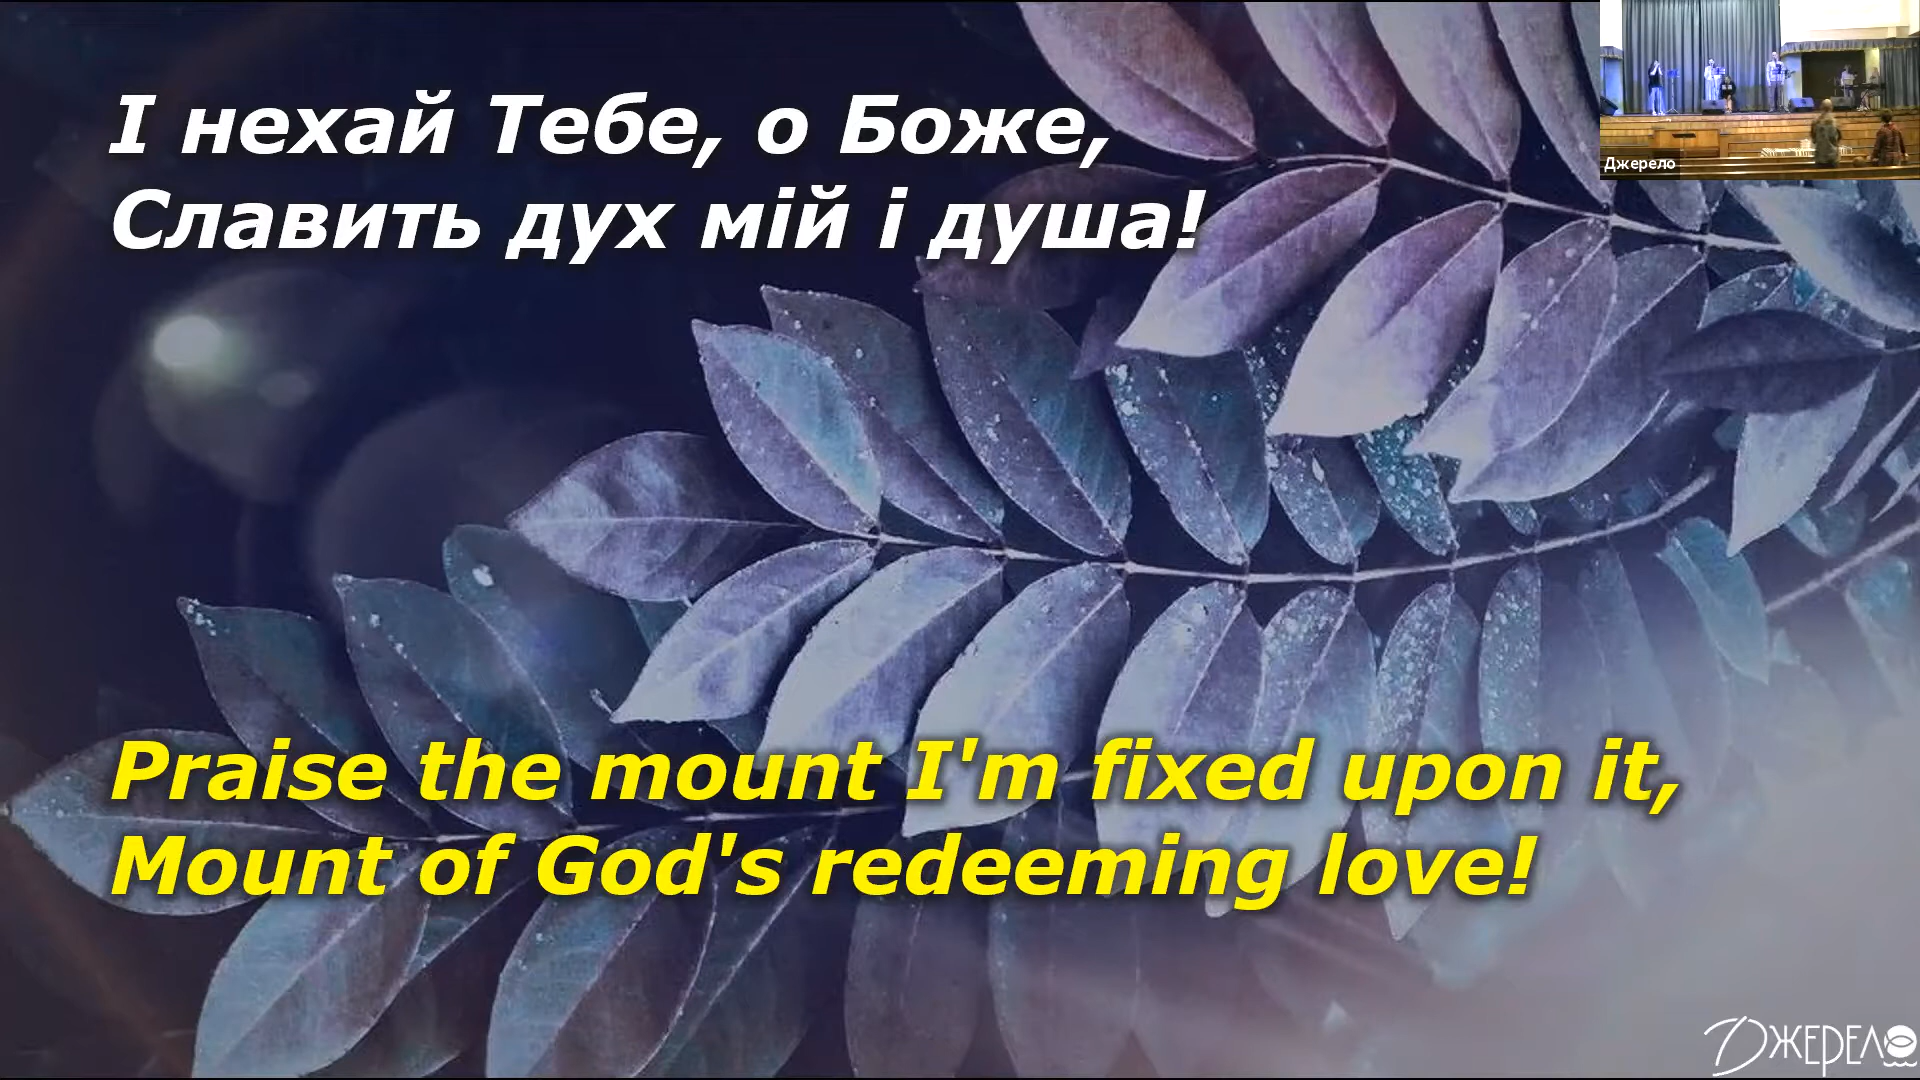 І нехай Тебе, о Боже,
Славить дух мій і душа!
Джерело
Praise the mount I'm fixed upon it,
Mount of God's redeeming love!
ДЖЕРЕЛО